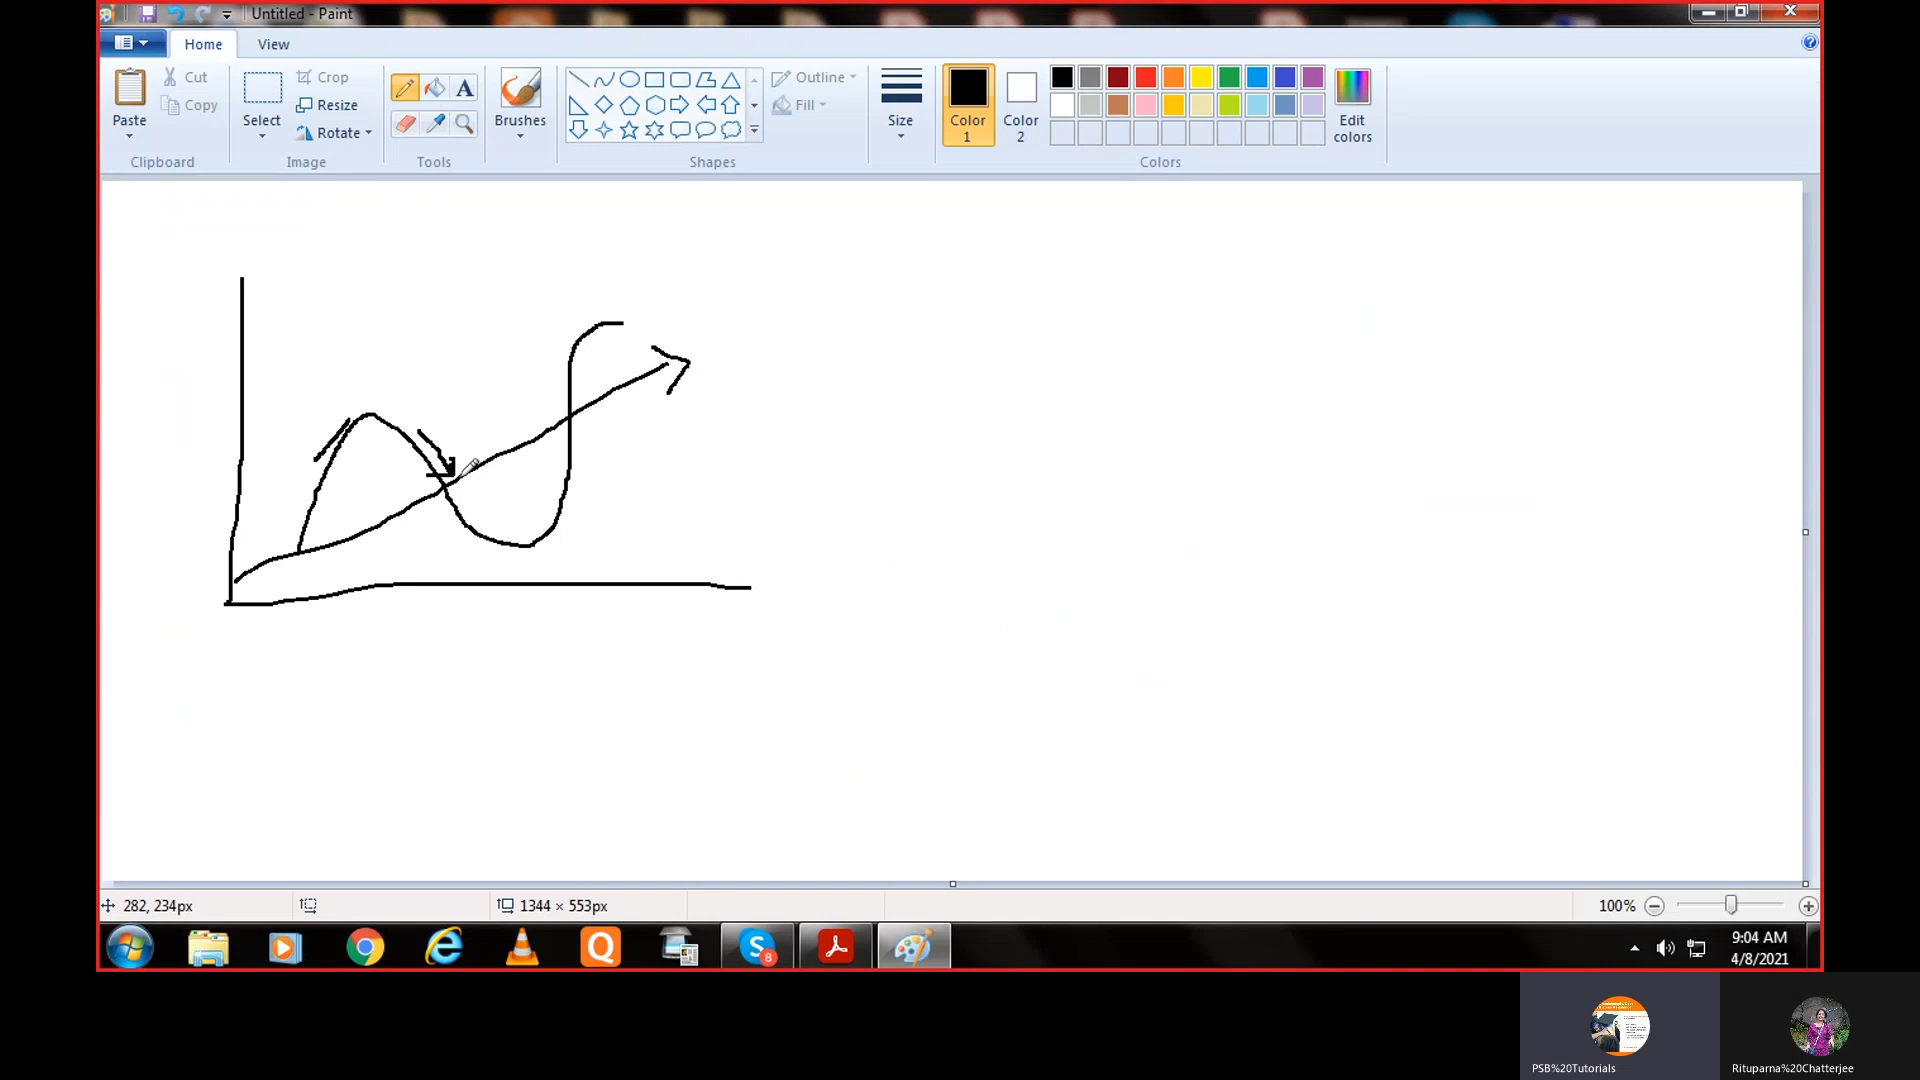 Untitled - Paint
Home View
Paste
Cut
Copy
Clipboard
Select
Crop
Resize
Rotate
Image
Tools
Brushes
Shapes
Outline
Fill
Size
Color 1
Color 2
Colors
Edit colors
282, 234px
1344 × 553px
100%
8
9:04 AM
4/8/2021
PSB%20Tutorials
Rituparna%20Chatterjee